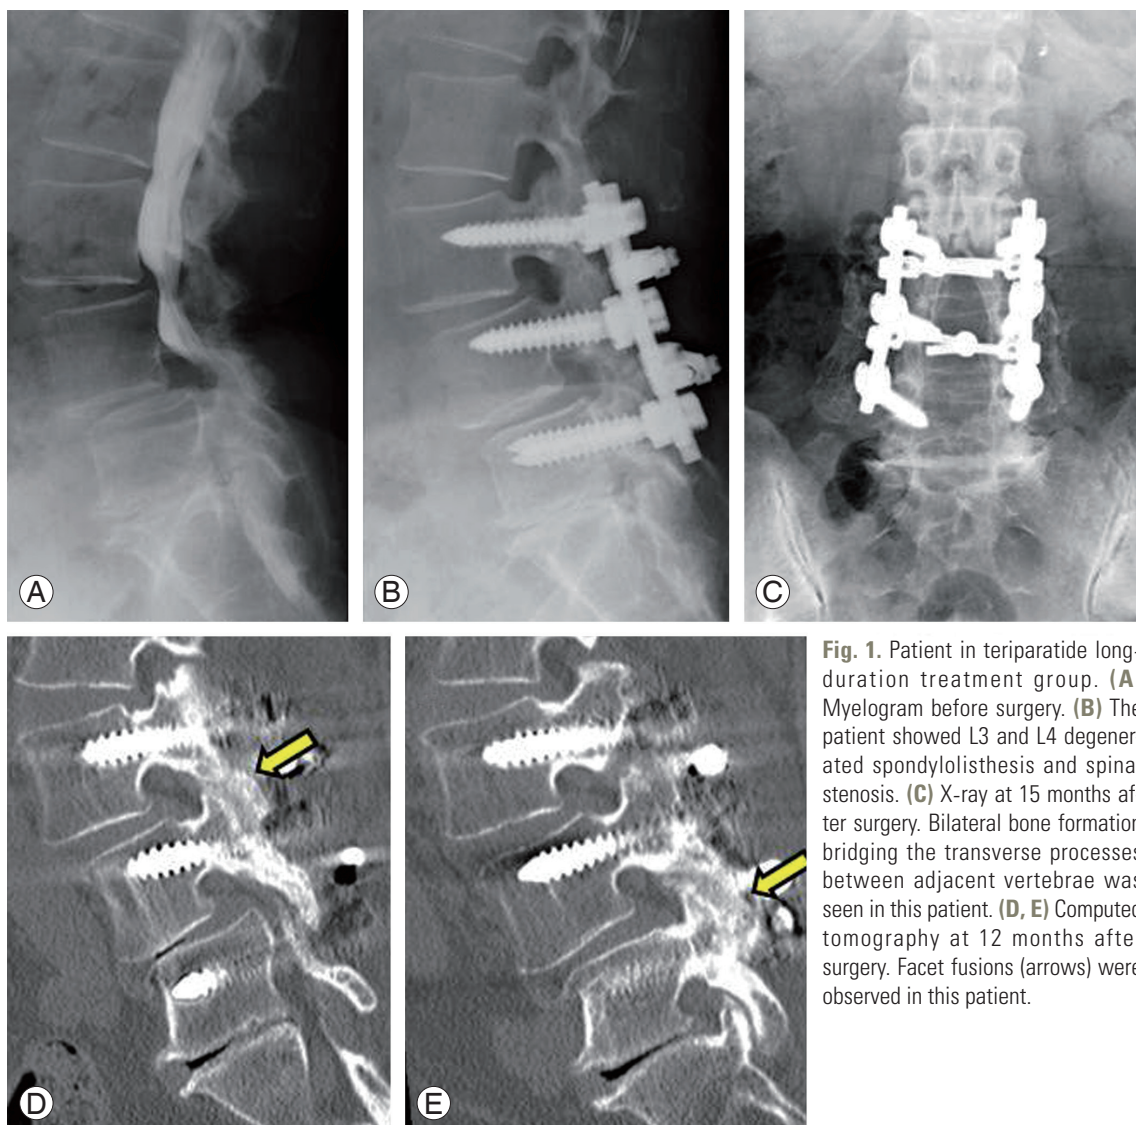 A
B
C
D
E
Fig. 1. Patient in teriparatide long-
duration treatment group. (A
Myelogram before surgery. (B) The
patient showed L3 and L4 degener
ated spondylolisthesis and spina
stenosis. (C) X-ray at 15 months af
ter surgery. Bilateral bone formation
bridging the transverse processes
between adjacent vertebrae was
seen in this patient. (D, E) Computed
tomography at 12 months afte
surgery. Facet fusions (arrows) were
observed in this patient.